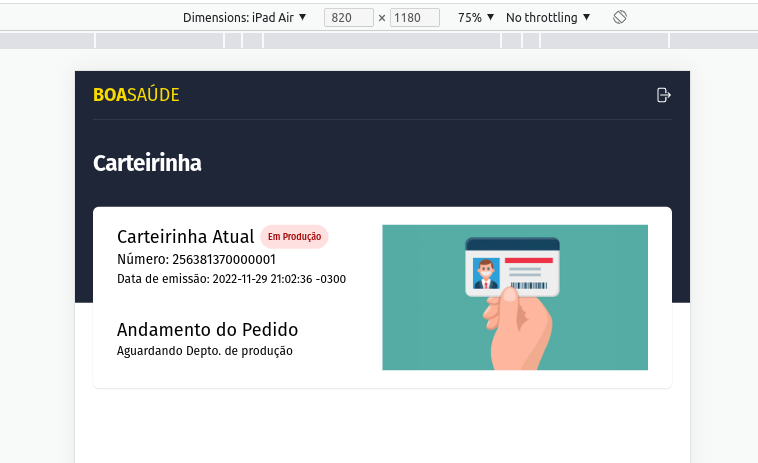 Dimensions: iPad Air ▼ 820 × 1180 75% ▼ No throttling ▼
BOASAÚDE
Carteirinha
Carteirinha Atual Em Produção
Número: 256381370000001
Data de emissão: 2022-11-29 21:02:36 -0300
Andamento do Pedido
Aguardando Depto. de produção